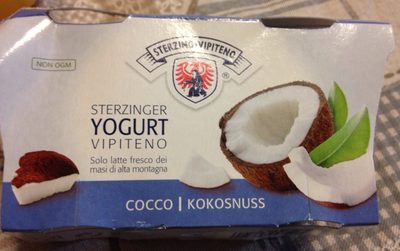 STERZING VIPITENO
®
NON OGM
STERZINGER
YOGURT
VIPITENO
Solo latte fresco dei
masi di alta montagna
COCCO | KOKOSNUSS